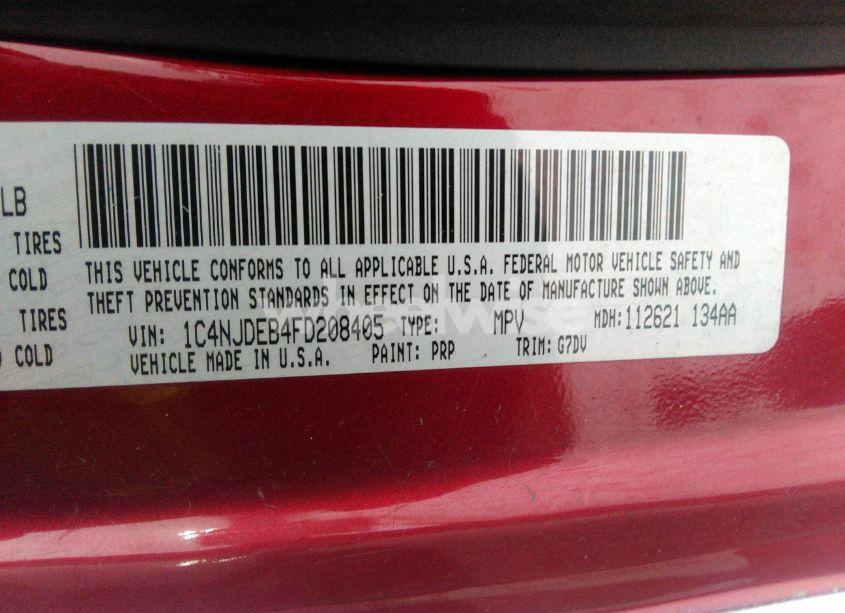 LB
TIRES
COLD
TIRES
COLD
THIS VEHICLE CONFORMS TO ALL APPLICABLE U.S.A. FEDERAL MOTOR VEHICLE SAFETY AND
THEFT PREVENTION STANDARDS IN EFFECT ON THE DATE OF MANUFACTURE SHOWN ABOVE.
VIN: 1C4NJDEB4FD208405 TYPE: MPV MDH:112621 134AA
VEHICLE MADE IN U.S.A. PAINT: PRP TRIM: G7DV